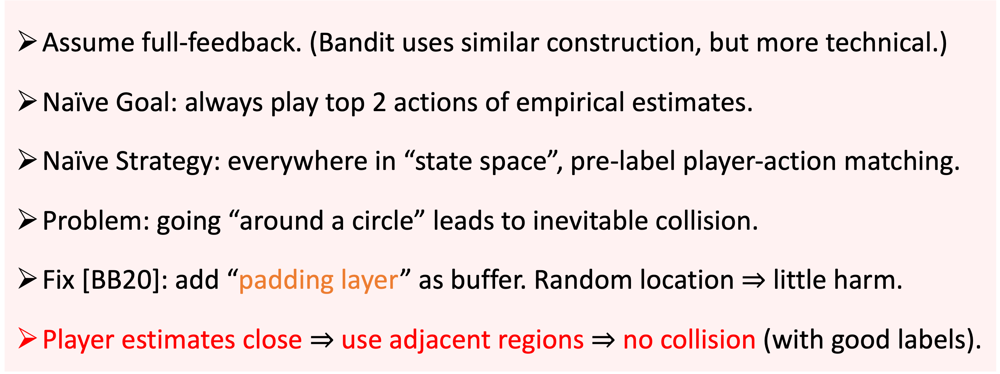 ➢Assume full-feedback. (Bandit uses similar construction, but more technical.)
➢Naïve Goal: always play top 2 actions of empirical estimates.
➢Naïve Strategy: everywhere in “state space”, pre-label player-action matching.
➢Problem: going “around a circle” leads to inevitable collision.
➢Fix [BB20]: add “padding layer” as buffer. Random location ⇒ little harm.
➢Player estimates close ⇒ use adjacent regions ⇒ no collision (with good labels).